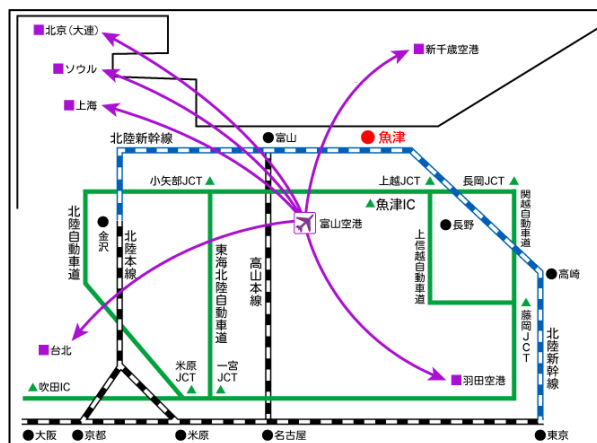 北京(大連)
新千歳空港
ソウル
上海
北陸新幹線
富山
魚津
小矢部JCT
上越JCT
長岡JCT
魚津IC
富山空港
関越自動車道
北陸自動車道
金沢
北陸本線
東海北陸自動車道
高山本線
長野
上信越自動車道
高崎
台北
米原JCT
一宮JCT
藤岡JCT
北陸新幹線
吹田IC
羽田空港
大阪
京都
米原
名古屋
東京